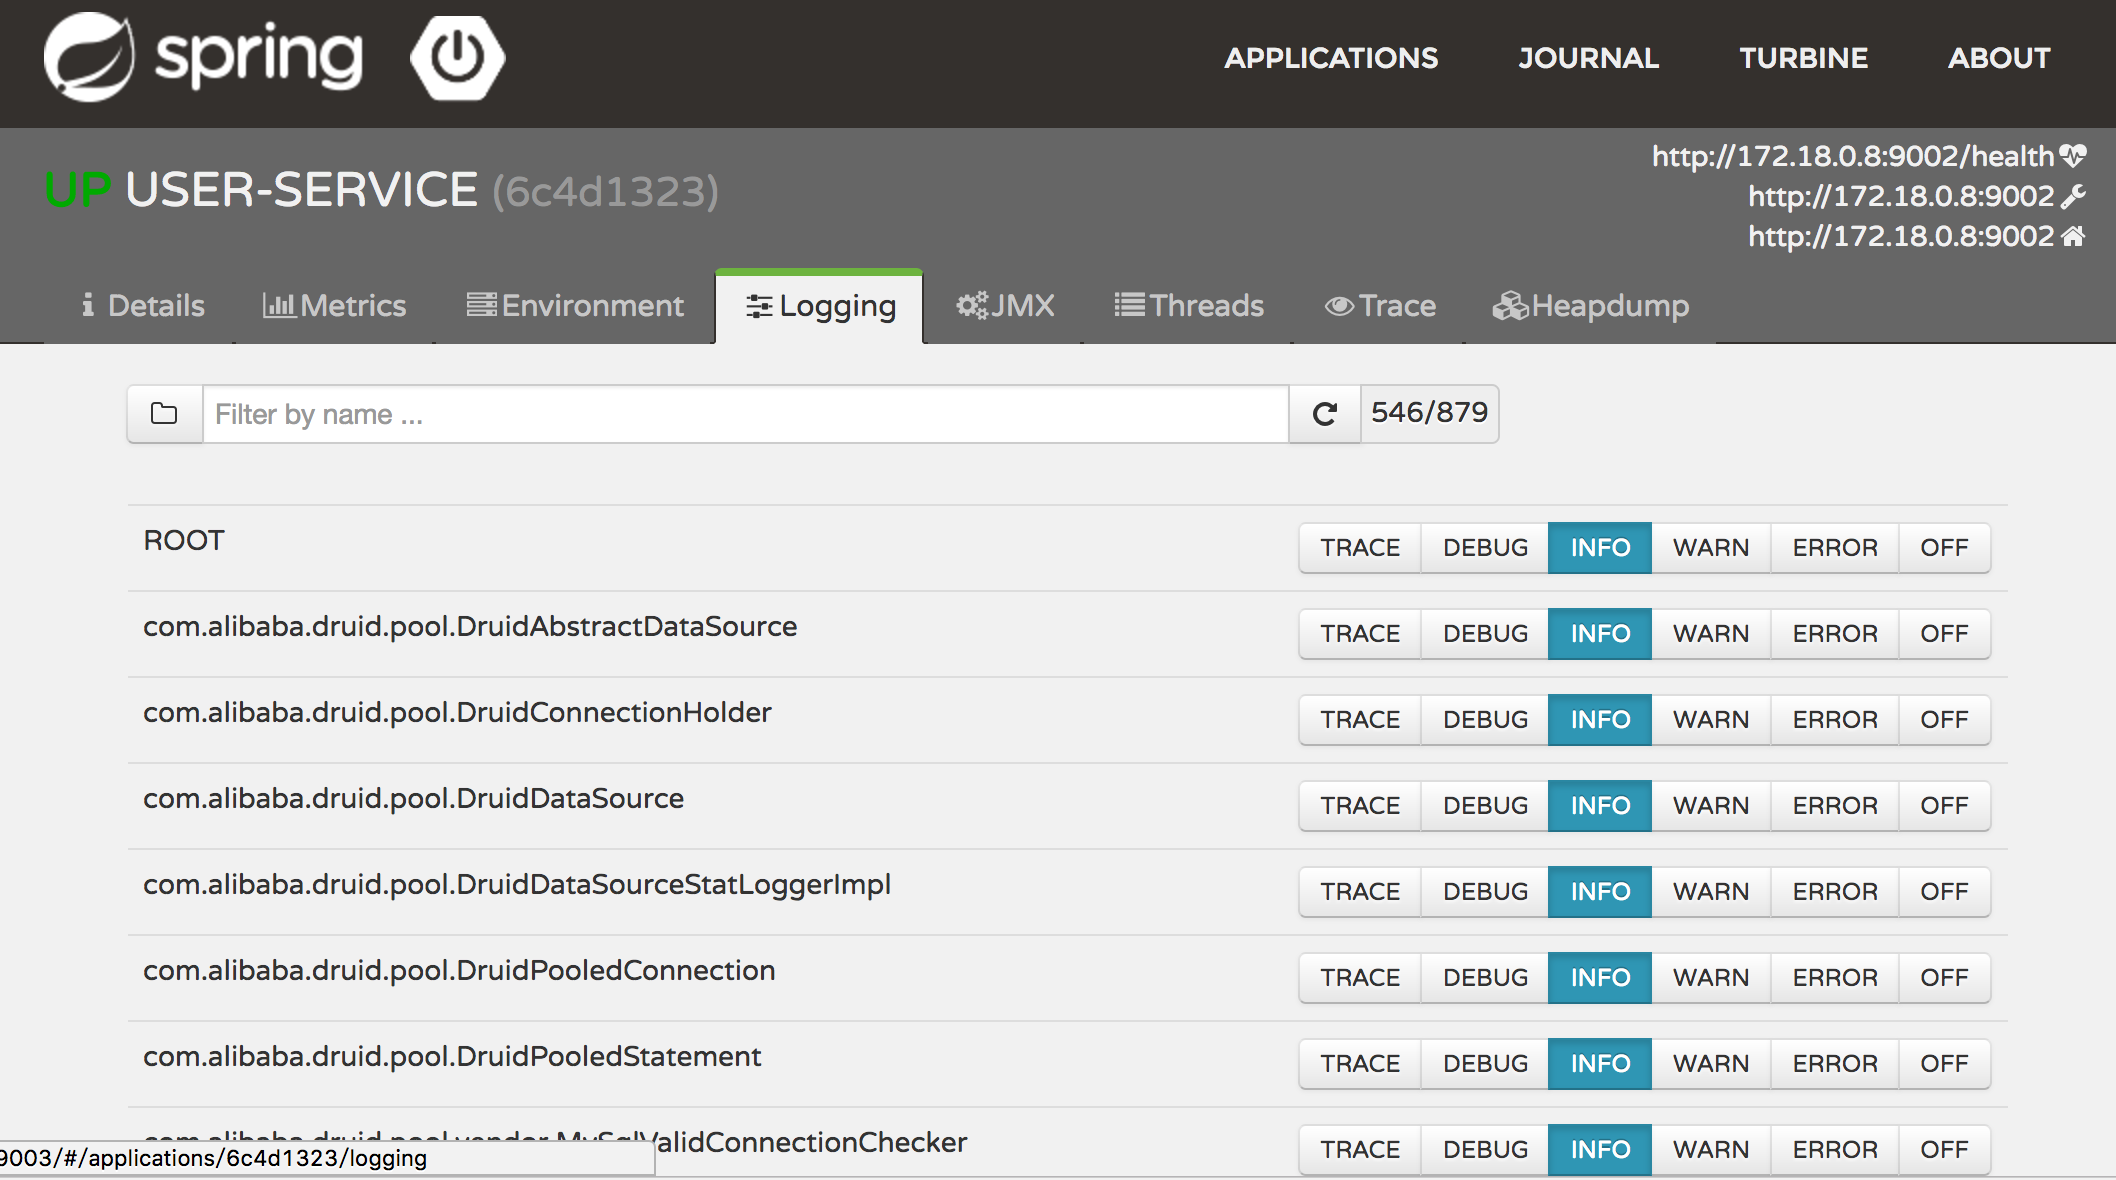 spring
APPLICATIONS JOURNAL TURBINE ABOUT
UP USER-SERVICE (6c4d1323)
http://172.18.0.8:9002/health
http://172.18.0.8:9002
http://172.18.0.8:9002
Details Metrics Environment Logging JMX Threads Trace Heapdump
Filter by name ... 546/879
ROOT TRACE DEBUG INFO WARN ERROR OFF
com.alibaba.druid.pool.DruidAbstractDataSource TRACE DEBUG INFO WARN ERROR OFF
com.alibaba.druid.pool.DruidConnectionHolder TRACE DEBUG INFO WARN ERROR OFF
com.alibaba.druid.pool.DruidDataSource TRACE DEBUG INFO WARN ERROR OFF
com.alibaba.druid.pool.DruidDataSourceStatLoggerImpl TRACE DEBUG INFO WARN ERROR OFF
com.alibaba.druid.pool.DruidPooledConnection TRACE DEBUG INFO WARN ERROR OFF
com.alibaba.druid.pool.DruidPooledStatement TRACE DEBUG INFO WARN ERROR OFF
com.alibaba.druid.pool.vendor.MySqlValidConnectionChecker TRACE DEBUG INFO WARN ERROR OFF
9003/#/applications/6c4d1323/logging